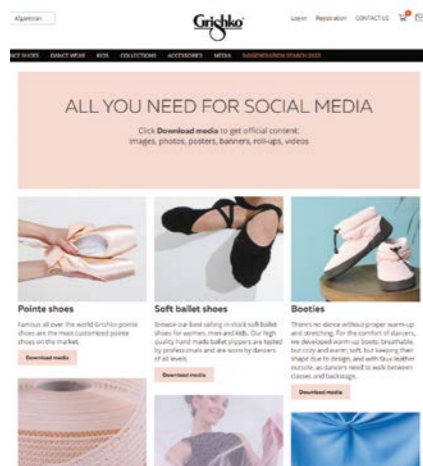 Afganistan
Grishko
Log in Registration CONTACT US
DANCE WEAR KIDS COLLECTIONS ACCESSORIES MEDIA
ALL YOU NEED FOR SOCIAL MEDIA
Click Download media to get official content:
images, photos, posters, banners, roll-ups, videos
Pointe shoes
Famous all over the world Grishko pointe
shoes are the most customized pointe
shoes on the market.
Download media
Soft ballet shoes
Browse our best selling in-stock soft ballet
shoes for women, men and kids. Our high
quality hand made ballet slippers are tested
by professionals and are worn by dancers
of all levels.
Download media
Booties
There's no dance without proper warm-up
and stretching. For the comfort of dancers,
we developed warm-up boots: breathable,
but cozy and warm; soft, but keeping their
shape due to design, and with faux leather
outsole, as dancers need to walk between
classes and backstage.
Download media